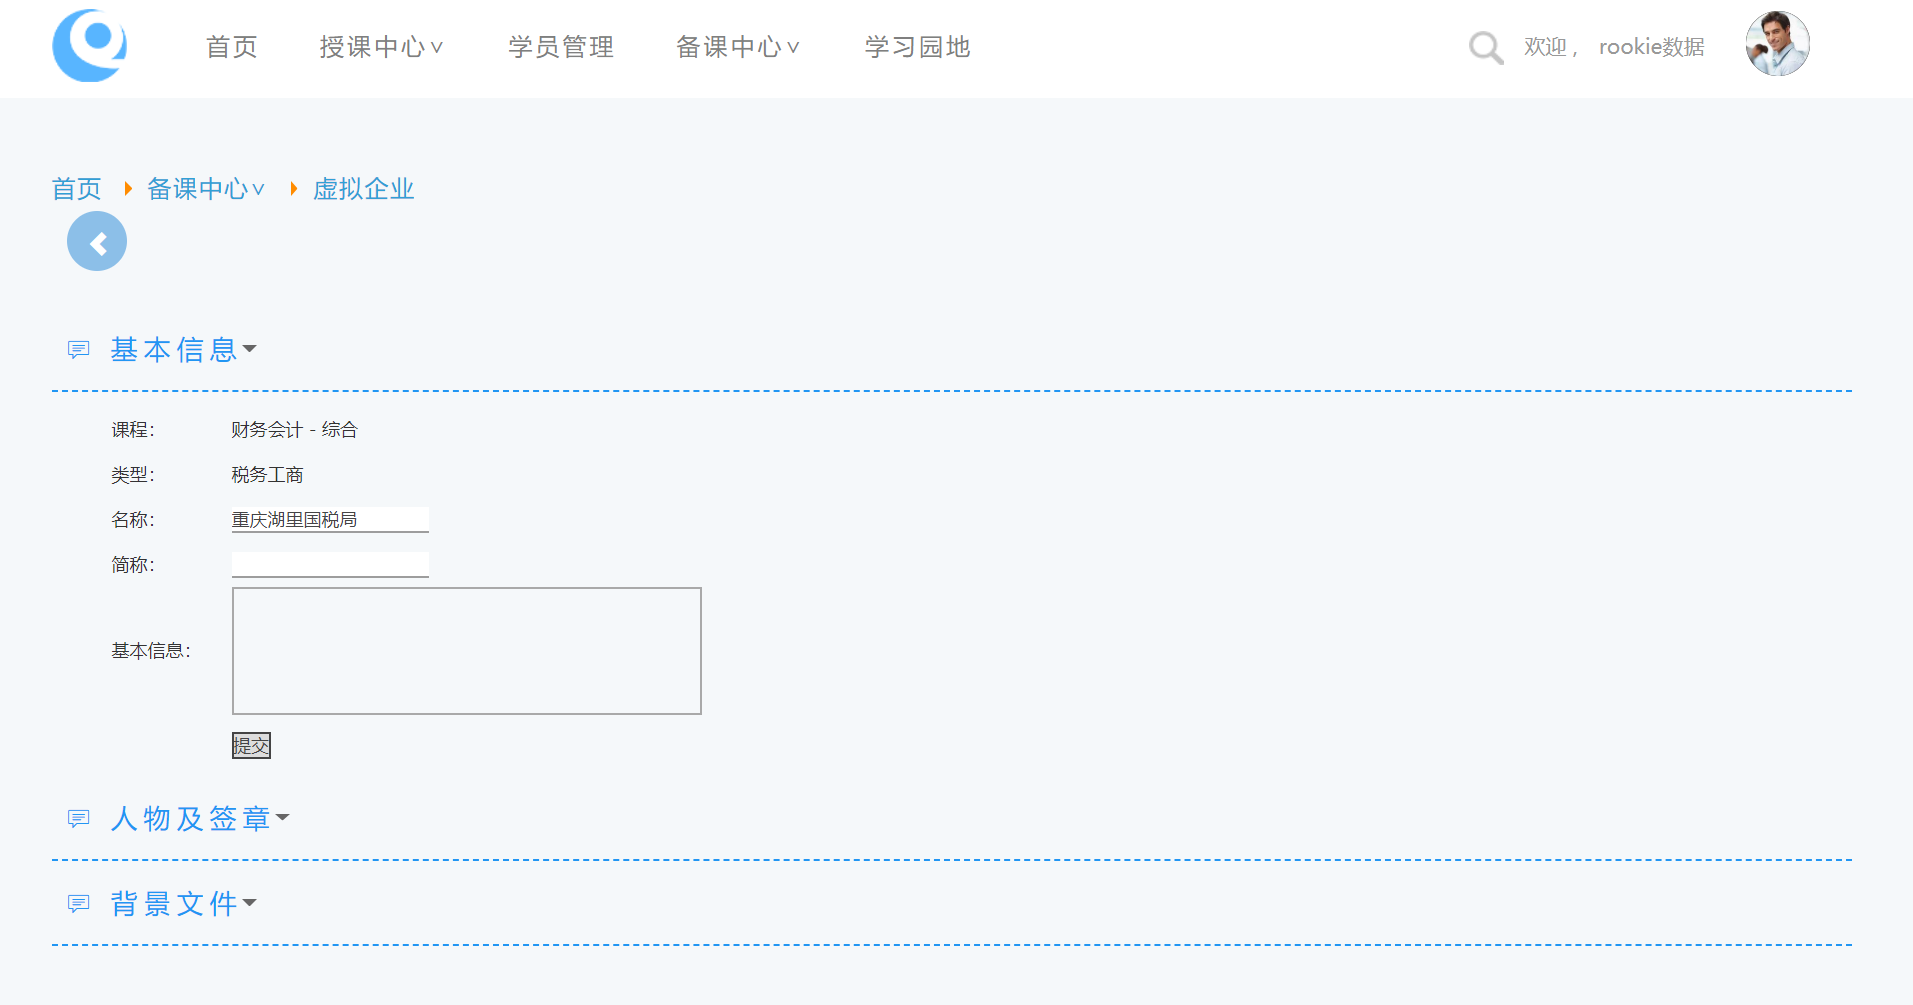 首页 授课中心∨ 学员管理 备课中心∨ 学习园地 欢迎， rookie数据
首页 备课中心∨ 虚拟企业
基本信息
课程： 财务会计 - 综合
类型： 税务工商
名称： 重庆湖里国税局
简称：
基本信息：
提交
人物及签章
背景文件